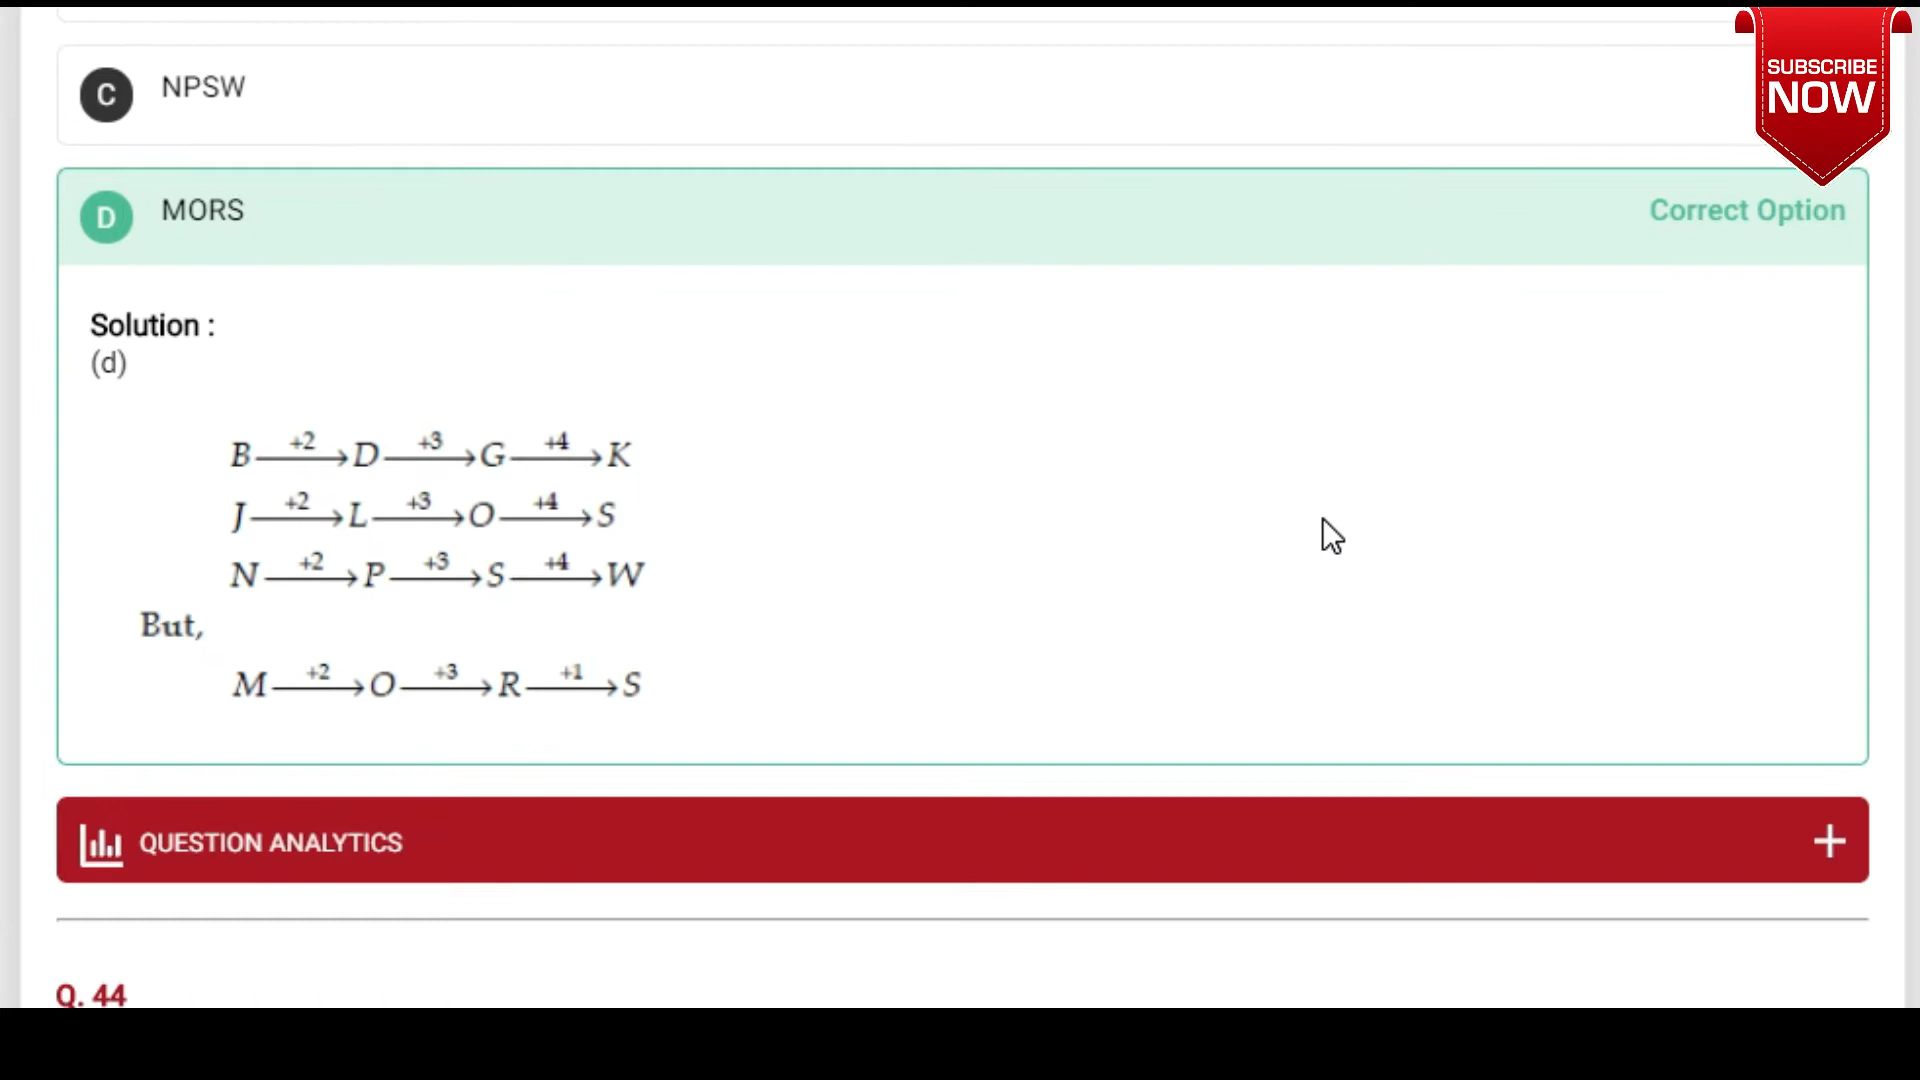 SUBSCRIBE
NOW
C NPSW
D MORS Correct Option
Solution :
(d)
B +2 → D +3 → G +4 → K
J +2 → L +3 → O +4 → S
N +2 → P +3 → S +4 → W
But,
M +2 → O +3 → R +1 → S
QUESTION ANALYTICS +
Q. 44